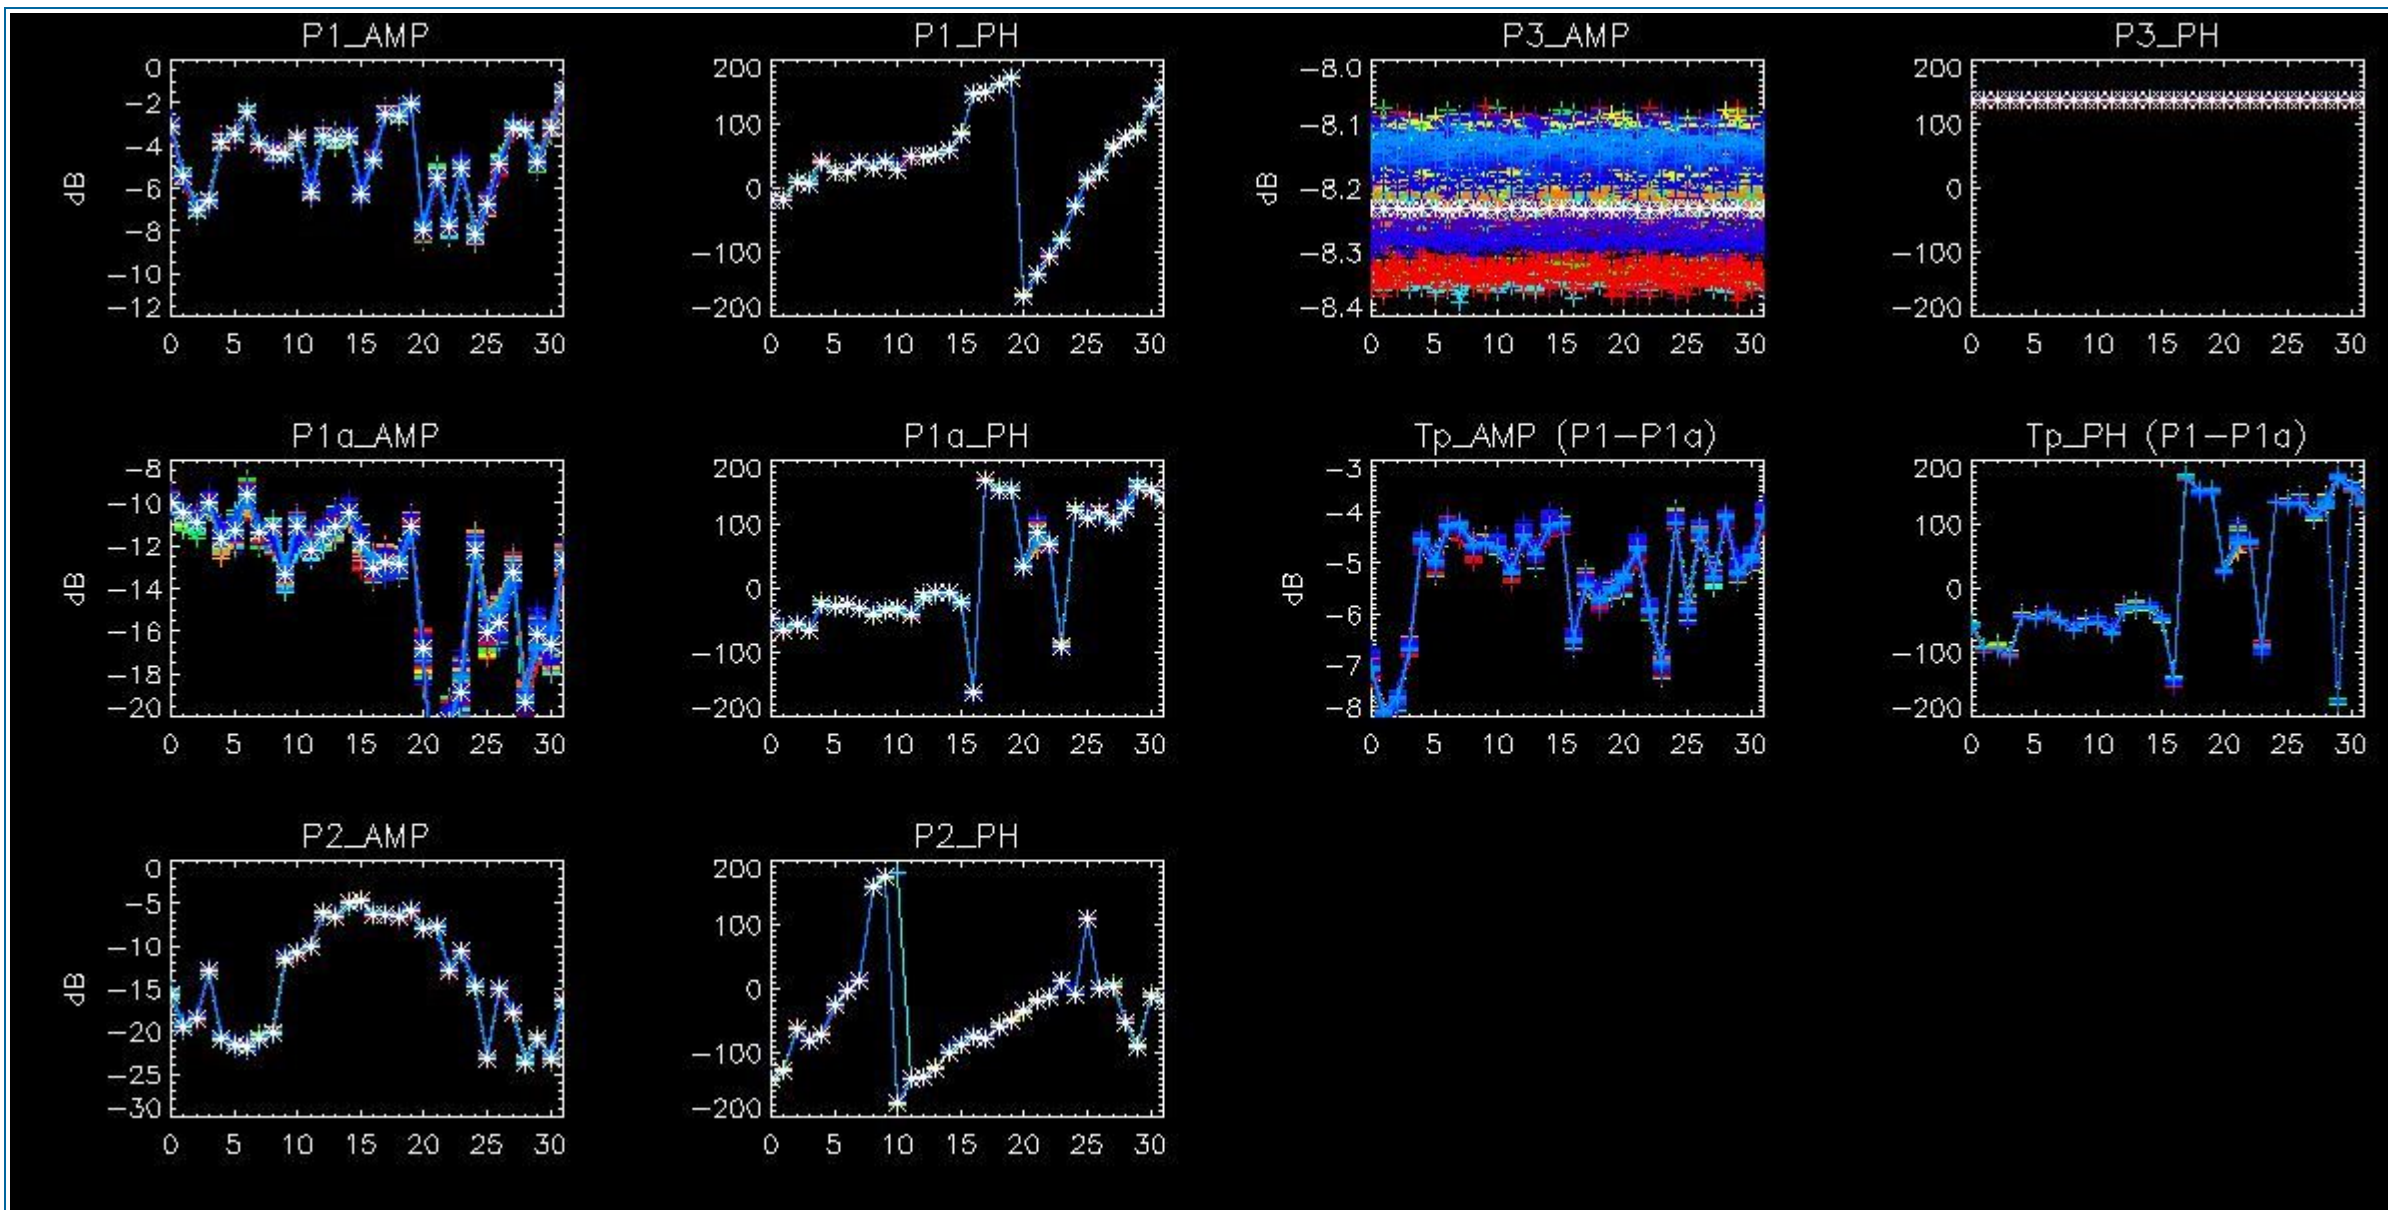 P1_AMP
dB
0
−2
−4
−6
−8
−10
−12
0 5 10 15 20 25 30
P1_PH
200
100
0
−100
−200
0 5 10 15 20 25 30
P3_AMP
dB
−8.0
−8.1
−8.2
−8.3
−8.4
0 5 10 15 20 25 30
P3_PH
200
100
0
−100
−200
0 5 10 15 20 25 30
P1a_AMP
dB
−8
−10
−12
−14
−16
−18
−20
0 5 10 15 20 25 30
P1a_PH
200
100
0
−100
−200
0 5 10 15 20 25 30
Tp_AMP (P1−P1a)
dB
−3
−4
−5
−6
−7
−8
0 5 10 15 20 25 30
Tp_PH (P1−P1a)
200
100
0
−100
−200
0 5 10 15 20 25 30
P2_AMP
dB
0
−5
−10
−15
−20
−25
−30
0 5 10 15 20 25 30
P2_PH
200
100
0
−100
−200
0 5 10 15 20 25 30